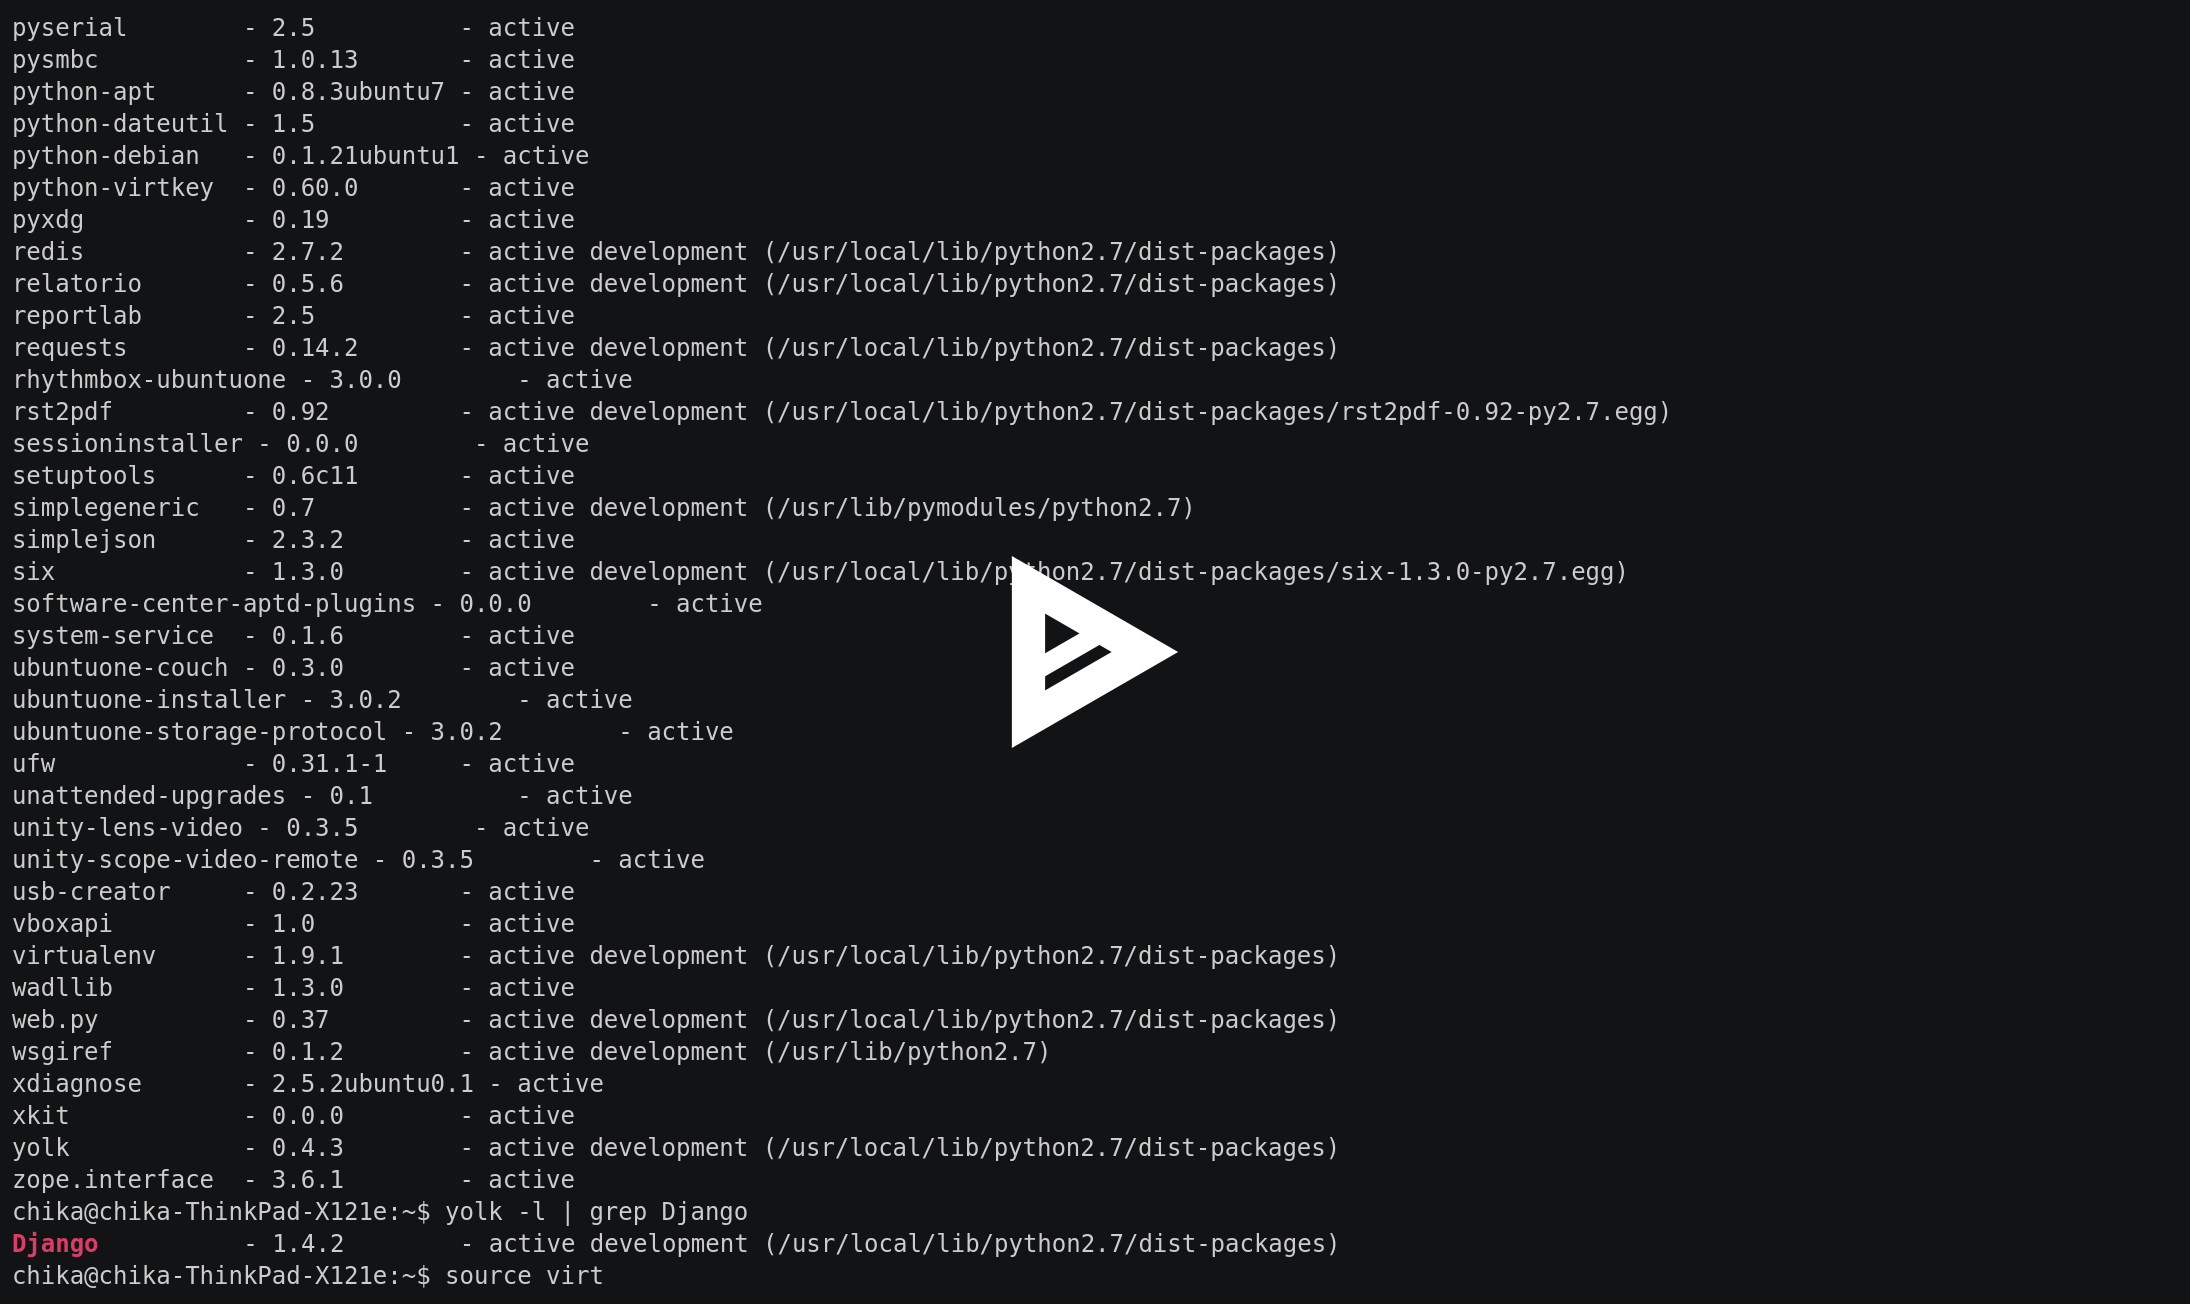 pyserial        - 2.5          - active
pysmbc          - 1.0.13       - active
python-apt      - 0.8.3ubuntu7 - active
python-dateutil - 1.5          - active
python-debian   - 0.1.21ubuntu1 - active
python-virtkey  - 0.60.0       - active
pyxdg           - 0.19         - active
redis           - 2.7.2        - active development (/usr/local/lib/python2.7/dist-packages)
relatorio       - 0.5.6        - active development (/usr/local/lib/python2.7/dist-packages)
reportlab       - 2.5          - active
requests        - 0.14.2       - active development (/usr/local/lib/python2.7/dist-packages)
rhythmbox-ubuntuone - 3.0.0        - active
rst2pdf         - 0.92         - active development (/usr/local/lib/python2.7/dist-packages/rst2pdf-0.92-py2.7.egg)
sessioninstaller - 0.0.0        - active
setuptools      - 0.6c11       - active
simplegeneric   - 0.7          - active development (/usr/lib/pymodules/python2.7)
simplejson      - 2.3.2        - active
six             - 1.3.0        - active development (/usr/local/lib/python2.7/dist-packages/six-1.3.0-py2.7.egg)
software-center-aptd-plugins - 0.0.0        - active
system-service  - 0.1.6        - active
ubuntuone-couch - 0.3.0        - active
ubuntuone-installer - 3.0.2        - active
ubuntuone-storage-protocol - 3.0.2        - active
ufw             - 0.31.1-1     - active
unattended-upgrades - 0.1          - active
unity-lens-video - 0.3.5        - active
unity-scope-video-remote - 0.3.5        - active
usb-creator     - 0.2.23       - active
vboxapi         - 1.0          - active
virtualenv      - 1.9.1        - active development (/usr/local/lib/python2.7/dist-packages)
wadllib         - 1.3.0        - active
web.py          - 0.37         - active development (/usr/local/lib/python2.7/dist-packages)
wsgiref         - 0.1.2        - active development (/usr/lib/python2.7)
xdiagnose       - 2.5.2ubuntu0.1 - active
xkit            - 0.0.0        - active
yolk            - 0.4.3        - active development (/usr/local/lib/python2.7/dist-packages)
zope.interface  - 3.6.1        - active
chika@chika-ThinkPad-X121e:~$ yolk -l | grep Django
Django          - 1.4.2        - active development (/usr/local/lib/python2.7/dist-packages)
chika@chika-ThinkPad-X121e:~$ source virt